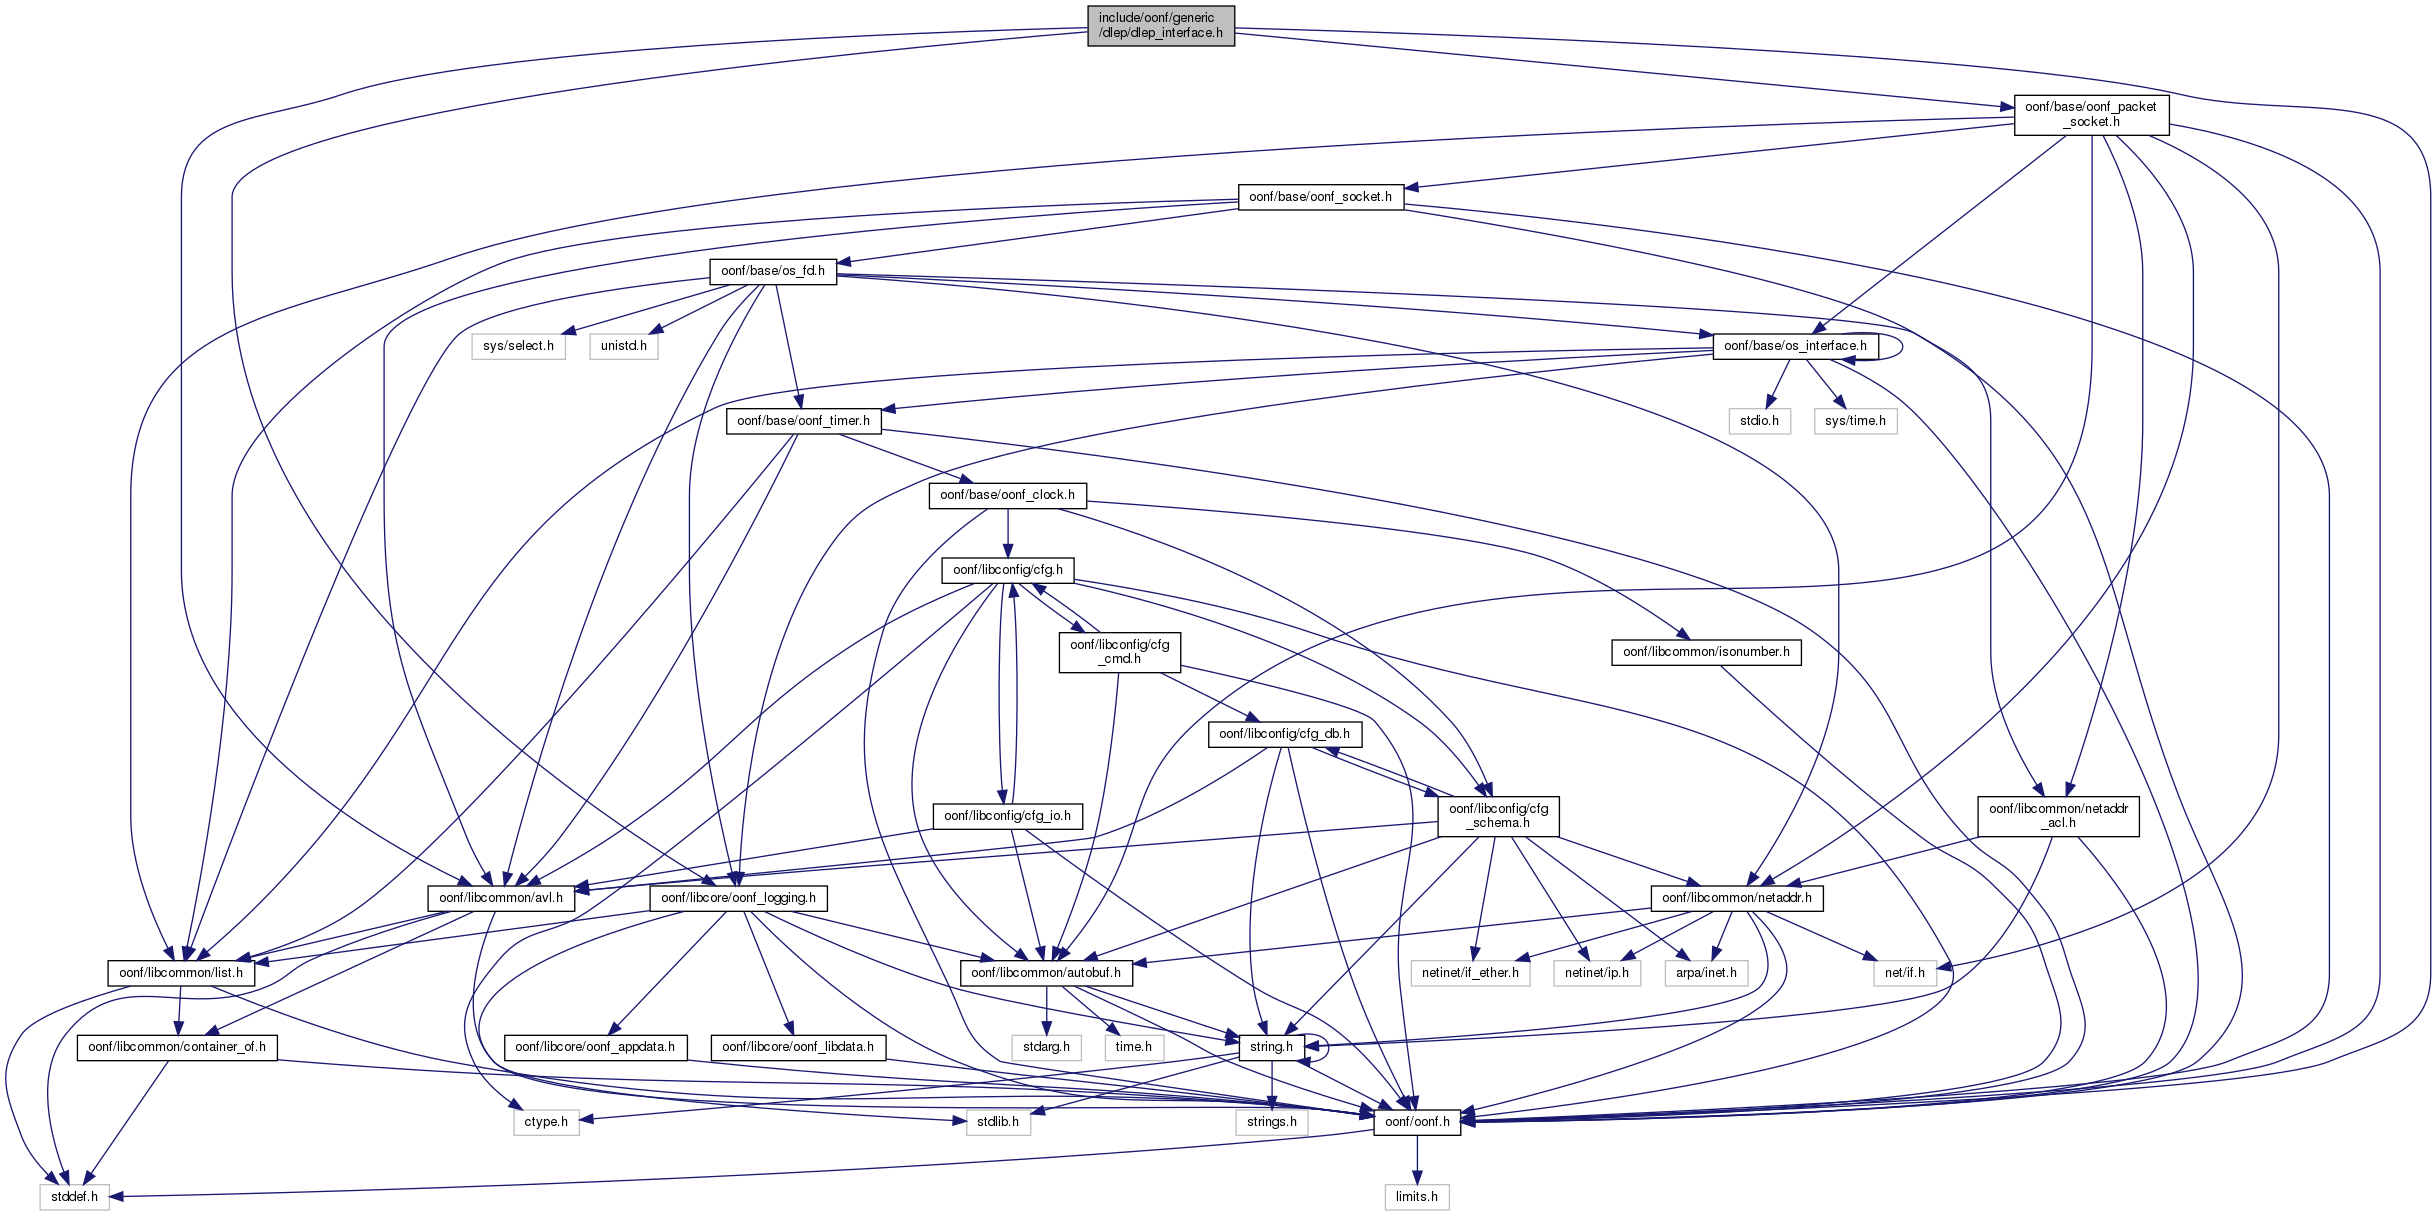 include/oonf/generic
/dlep/dlep_interface.h
oonf/base/oonf_packet
_socket.h
oonf/base/oonf_socket.h
oonf/base/os_fd.h
sys/select.h
unistd.h
oonf/base/os_interface.h
oonf/base/oonf_timer.h
stdio.h
sys/time.h
oonf/base/oonf_clock.h
oonf/libconfig/cfg.h
oonf/libconfig/cfg
_cmd.h
oonf/libcommon/isonumber.h
oonf/libconfig/cfg_db.h
oonf/libconfig/cfg_io.h
oonf/libconfig/cfg
_schema.h
oonf/libcommon/netaddr
_acl.h
oonf/libcommon/avl.h
oonf/libcore/oonf_logging.h
oonf/libcommon/netaddr.h
oonf/libcommon/list.h
oonf/libcommon/autobuf.h
netinet/if_ether.h
netinet/ip.h
arpa/inet.h
net/if.h
oonf/libcommon/container_of.h
oonf/libcore/oonf_appdata.h
oonf/libcore/oonf_libdata.h
stdarg.h
time.h
string.h
ctype.h
stdlib.h
strings.h
oonf/oonf.h
stddef.h
limits.h